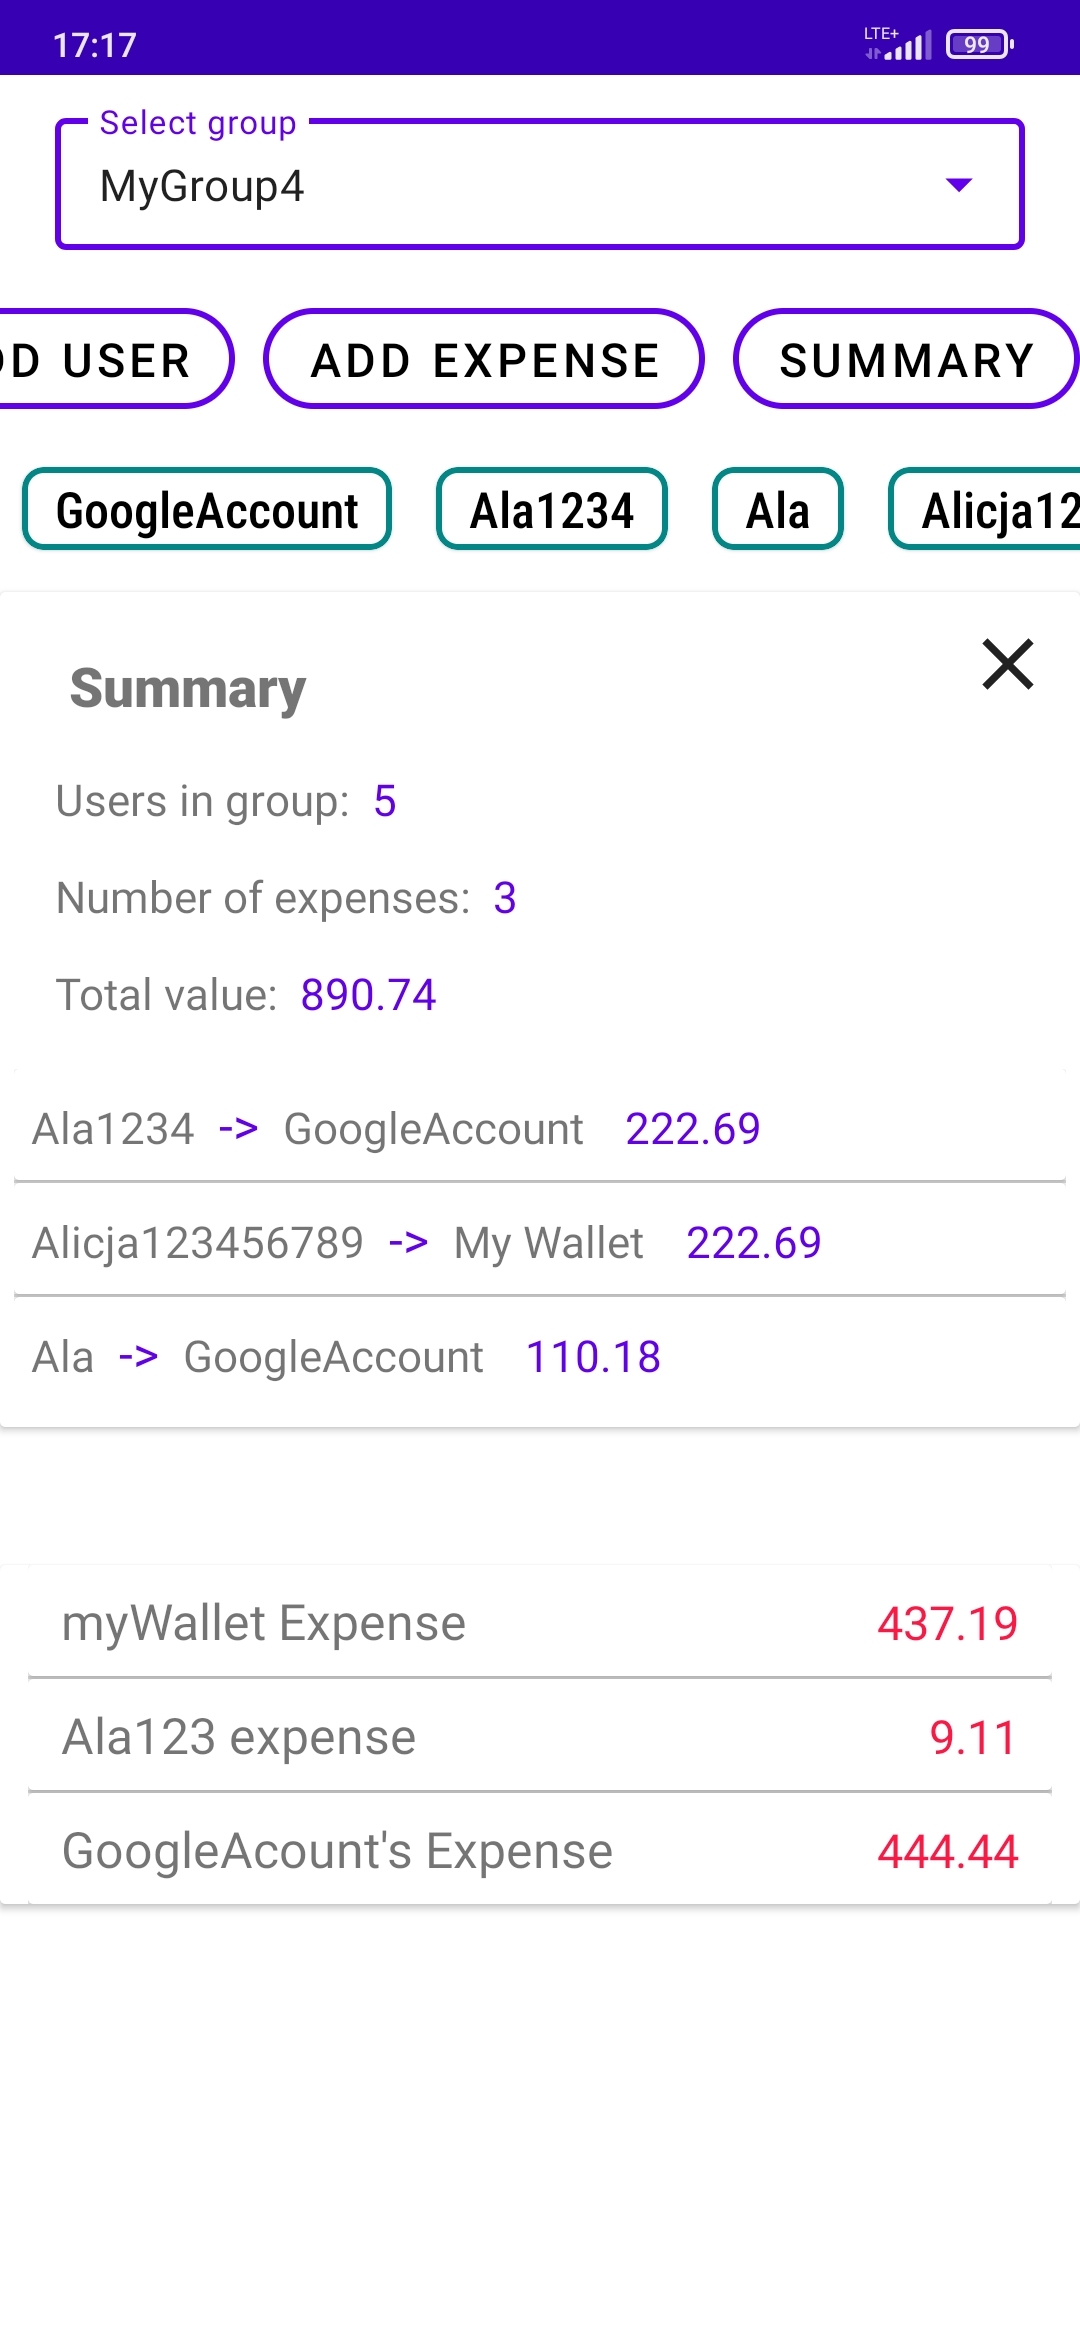 17:17 LTE+ 99
Select group
MyGroup4
DD USER ADD EXPENSE SUMMARY
GoogleAccount Ala1234 Ala Alicja12
Summary
Users in group: 5
Number of expenses: 3
Total value: 890.74
Ala1234 -> GoogleAccount 222.69
Alicja123456789 -> My Wallet 222.69
Ala -> GoogleAccount 110.18
myWallet Expense 437.19
Ala123 expense 9.11
GoogleAcount's Expense 444.44